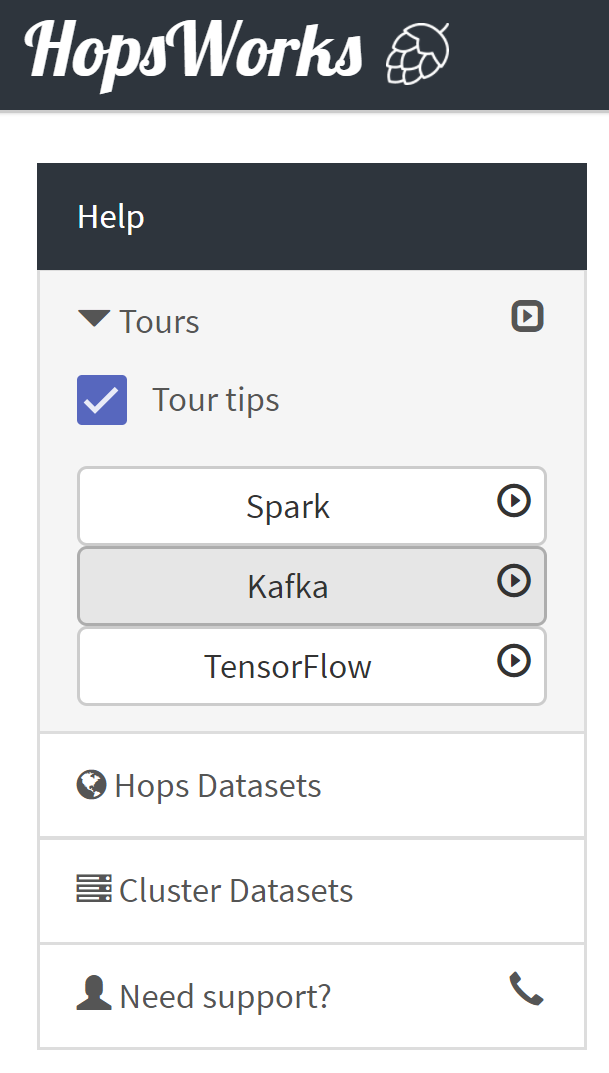 HopsWorks
Help
Tours
Tour tips
Spark
Kafka
TensorFlow
Hops Datasets
Cluster Datasets
Need support?